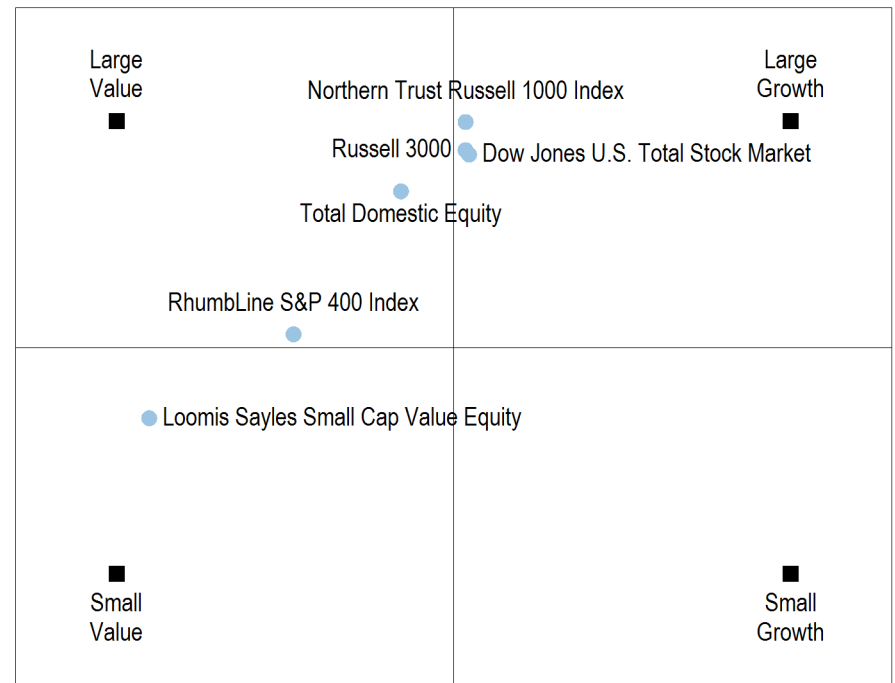 Large
Value
Large
Growth
Northern Trust Russell 1000 Index
Russell 3000
Dow Jones U.S. Total Stock Market
Total Domestic Equity
RhumbLine S&P 400 Index
Loomis Sayles Small Cap Value Equity
Small
Value
Small
Growth